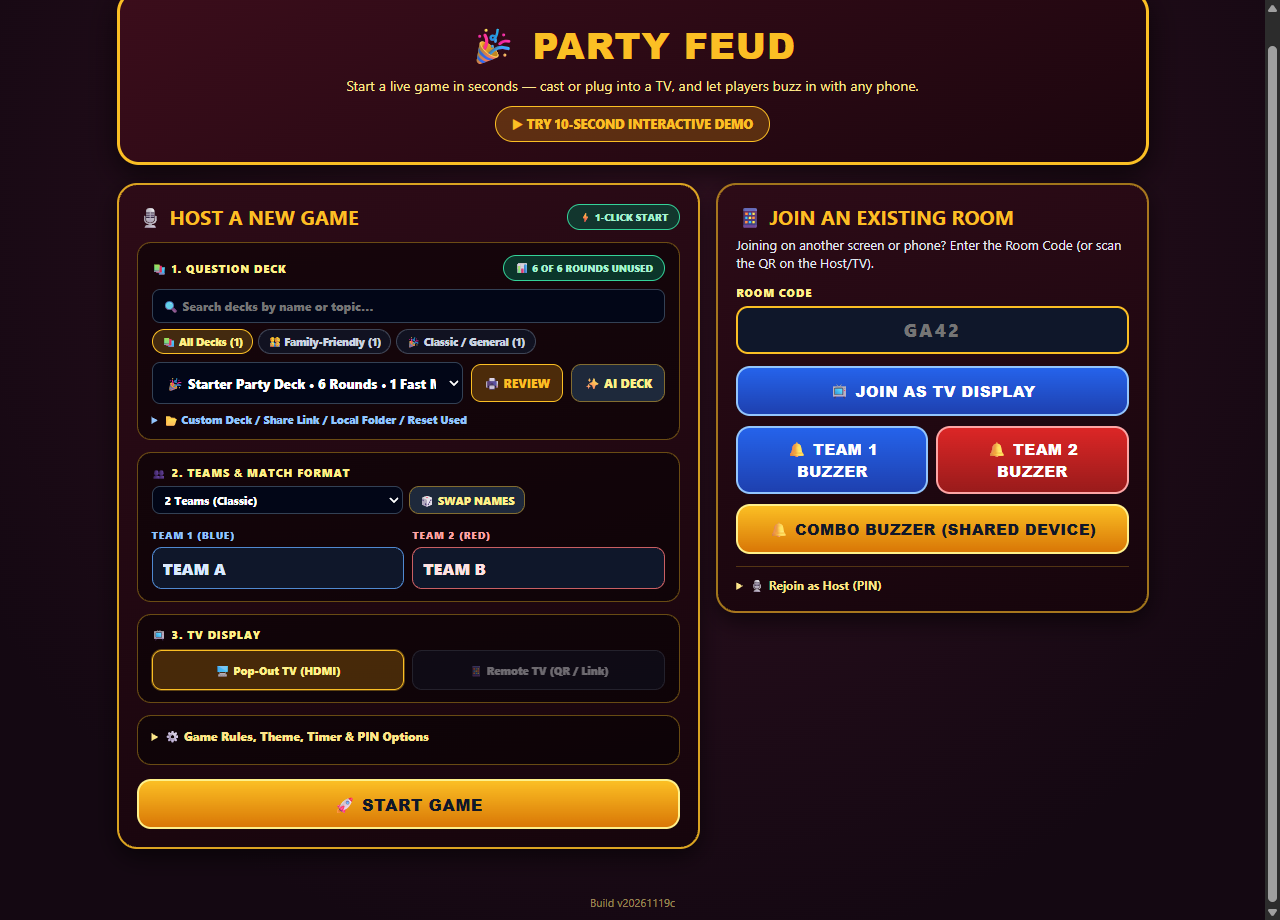 PARTY FEUD
Start a live game in seconds — cast or plug into a TV, and let players buzz in with any phone.
▶ TRY 10-SECOND INTERACTIVE DEMO
HOST A NEW GAME
1-CLICK START
1. QUESTION DECK
6 OF 6 ROUNDS UNUSED
Search decks by name or topic...
All Decks (1)
Family-Friendly (1)
Classic / General (1)
Starter Party Deck • 6 Rounds • 1 Fast M
REVIEW
AI DECK
Custom Deck / Share Link / Local Folder / Reset Used
2. TEAMS & MATCH FORMAT
2 Teams (Classic)
SWAP NAMES
TEAM 1 (BLUE)
TEAM 2 (RED)
TEAM A
TEAM B
3. TV DISPLAY
Pop-Out TV (HDMI)
Remote TV (QR / Link)
Game Rules, Theme, Timer & PIN Options
START GAME
JOIN AN EXISTING ROOM
Joining on another screen or phone? Enter the Room Code (or scan
the QR on the Host/TV).
ROOM CODE
GA42
JOIN AS TV DISPLAY
TEAM 1
BUZZER
TEAM 2
BUZZER
COMBO BUZZER (SHARED DEVICE)
Rejoin as Host (PIN)
Build v20261119c